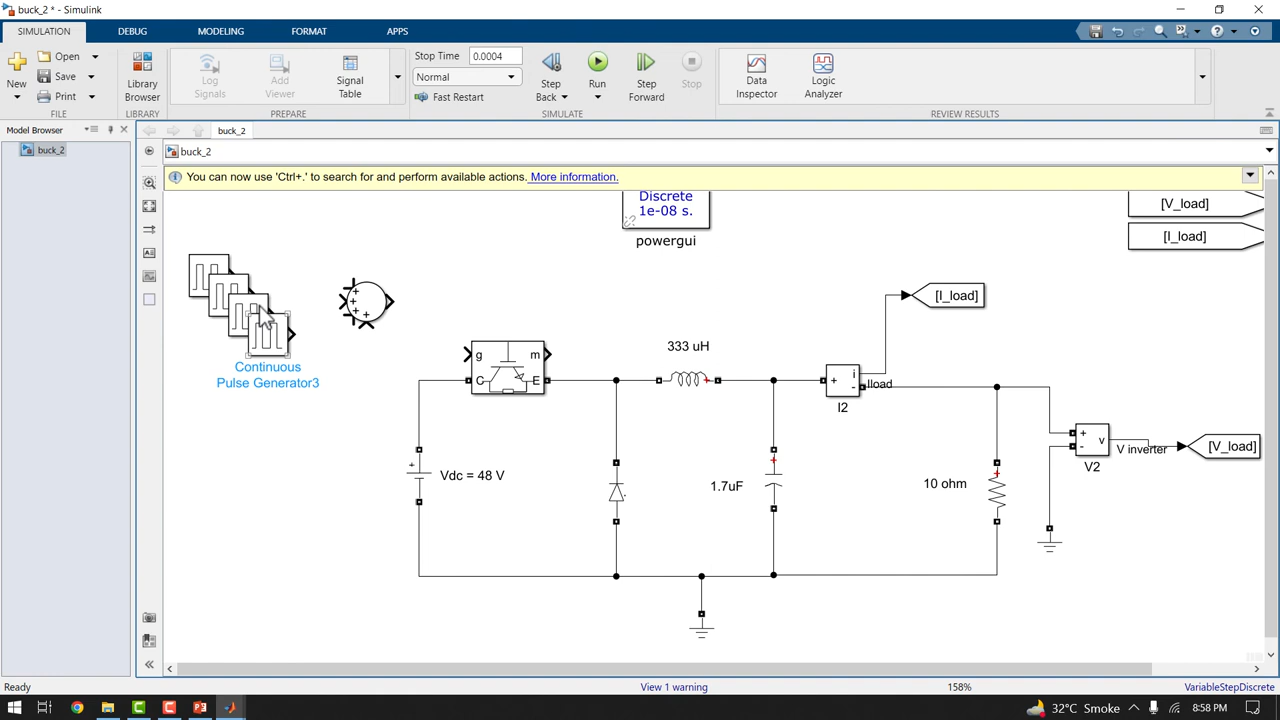 buck_2 * - Simulink
SIMULATION
DEBUG
MODELING
FORMAT
APPS
New
Open
Save
Print
FILE
Library
Browser
LIBRARY
Log
Signals
Add
Viewer
Signal
Table
PREPARE
Stop Time 0.0004
Normal
Fast Restart
Step
Back
Run
Step
Forward
Stop
SIMULATE
Data
Inspector
Logic
Analyzer
REVIEW RESULTS
Model Browser
buck_2
buck_2
buck_2
You can now use 'Ctrl+.' to search for and perform available actions. More information.
Discrete
1e-08 s.
powergui
[V_load]
[I_load]
[I_load]
Continuous
Pulse Generator3
g m
C E
333 uH
+ i
-
Iload
I2
+ v
-
V inverter
V2
[V_load]
Vdc = 48 V
1.7uF
10 ohm
Ready
View 1 warning
158%
VariableStepDiscrete
32°C Smoke
8:58 PM